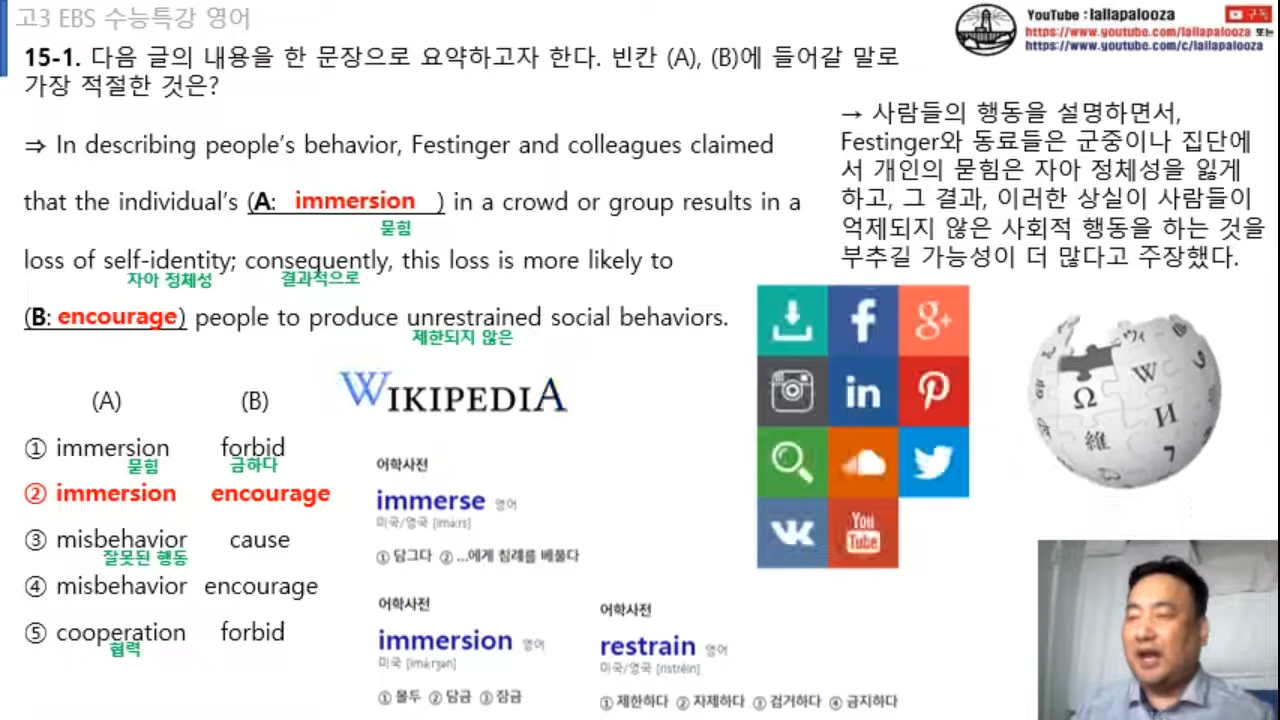 고3 EBS 수능특강 영어
YouTube : lallapalooza
구독
https://www.youtube.com/lallapalooza 또는
https://www.youtube.com/c/lallapalooza
15-1. 다음 글의 내용을 한 문장으로 요약하고자 한다. 빈칸 (A), (B)에 들어갈 말로
가장 적절한 것은?
⇒ In describing people's behavior, Festinger and colleagues claimed
that the individual's (A: immersion ) in a crowd or group results in a
묻힘
loss of self-identity; consequently, this loss is more likely to
자아 정체성 결과적으로
(B: encourage) people to produce unrestrained social behaviors.
제한되지 않은
→ 사람들의 행동을 설명하면서,
Festinger와 동료들은 군중이나 집단에
서 개인의 묻힘은 자아 정체성을 잃게
하고, 그 결과, 이러한 상실이 사람들이
억제되지 않은 사회적 행동을 하는 것을
부추길 가능성이 더 많다고 주장했다.
(A) (B)
① immersion forbid
묻힘 금하다
② immersion encourage
③ misbehavior cause
잘못된 행동
④ misbehavior encourage
⑤ cooperation forbid
협력
WIKIPEDIA
어학사전
immerse 영어
미국/영국 [imə́ːrs]
① 담그다 ② …에게 침례를 베풀다
어학사전
immersion 영어
미국 [imə́ːrʒən]
① 몰두 ② 담금 ③ 잠금
어학사전
restrain 영어
미국/영국 [ristréin]
① 제한하다 ② 자제하다 ③ 검거하다 ④ 금지하다
f
g+
in
You
Tube
Ω
W
И
維
ウィ
7